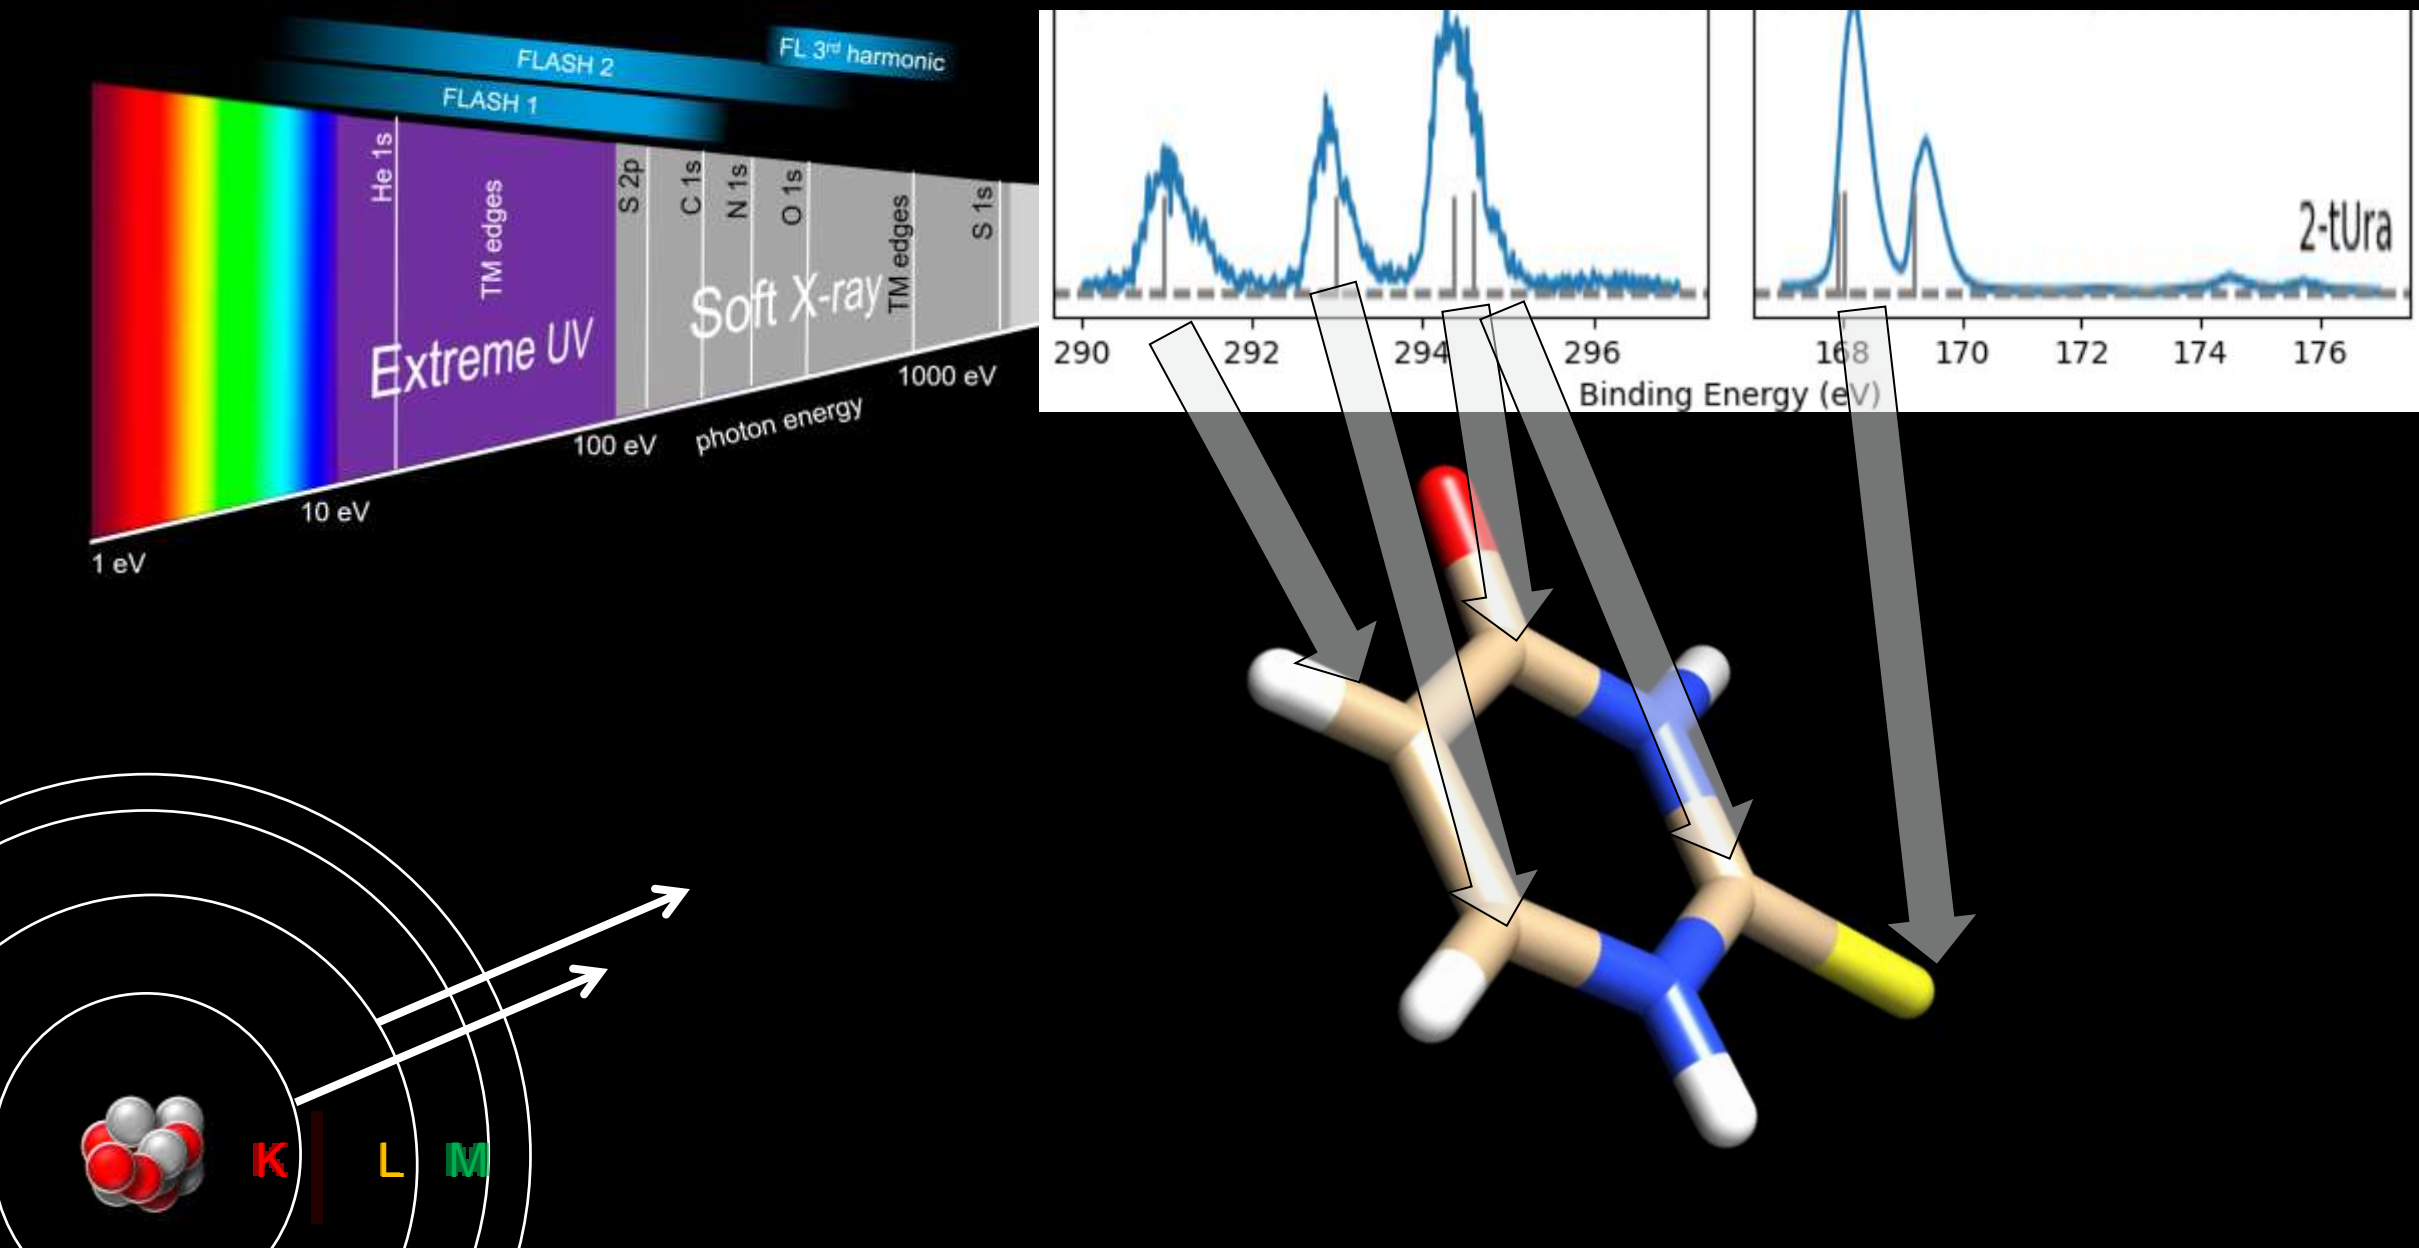 FLASH 2
FL 3rd harmonic
FLASH 1
He 1s
TM edges
S 2p
C 1s
N 1s
O 1s
TM edges
S 1s
Extreme UV
Soft X-ray
1 eV
10 eV
100 eV
1000 eV
photon energy
2-tUra
290 292 294 296
168 170 172 174 176
Binding Energy (eV)
K L M